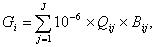 G_i = \sum_{j=1}^{J} 10^{-6} \times Q_{ij} \times B_{ij},